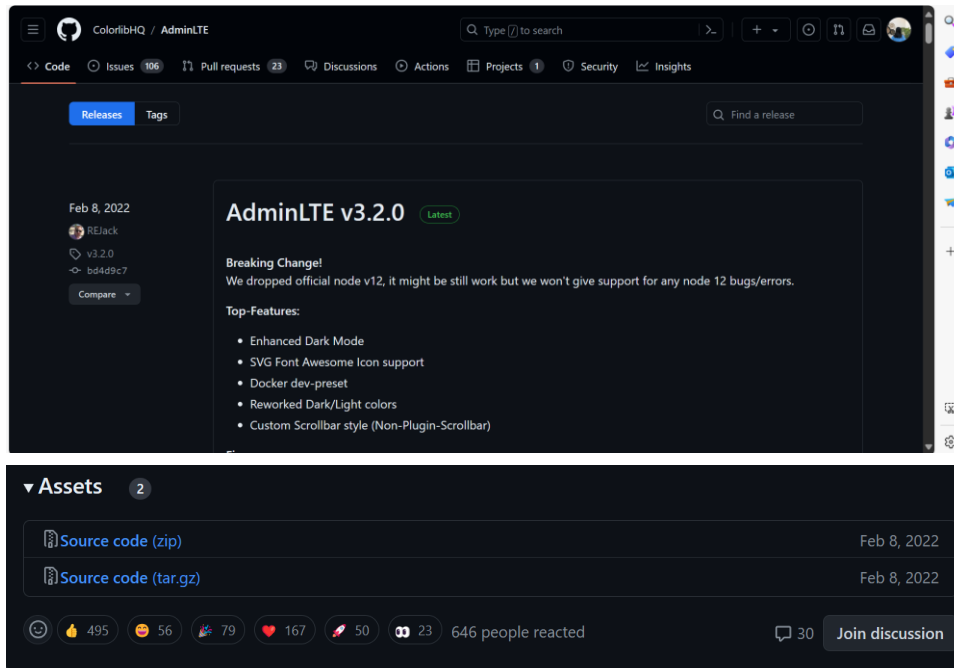 ColorlibHQ / AdminLTE
Type / to search
Code Issues 106 Pull requests 23 Discussions Actions Projects 1 Security Insights
Releases Tags
Find a release
Feb 8, 2022
REJack
v3.2.0
bd4d9c7
Compare
AdminLTE v3.2.0 Latest
Breaking Change!
We dropped official node v12, it might be still work but we won't give support for any node 12 bugs/errors.
Top-Features:
• Enhanced Dark Mode
• SVG Font Awesome Icon support
• Docker dev-preset
• Reworked Dark/Light colors
• Custom Scrollbar style (Non-Plugin-Scrollbar)
Assets 2
Source code (zip) Feb 8, 2022
Source code (tar.gz) Feb 8, 2022
495 56 79 167 50 23 646 people reacted 30 Join discussion